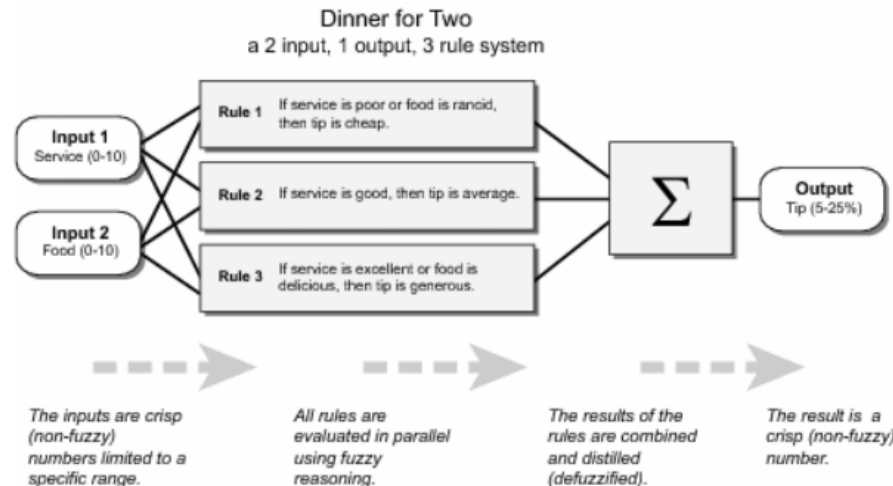 Dinner for Two
a 2 input, 1 output, 3 rule system
Input 1
Service (0-10)
Input 2
Food (0-10)
Rule 1 If service is poor or food is rancid,
then tip is cheap.
Rule 2 If service is good, then tip is average.
Rule 3 If service is excellent or food is
delicious, then tip is generous.
Σ
Output
Tip (5-25%)
The inputs are crisp
(non-fuzzy)
numbers limited to a
specific range.
All rules are
evaluated in parallel
using fuzzy
reasoning.
The results of the
rules are combined
and distilled
(defuzzified).
The result is a
crisp (non-fuzzy)
number.